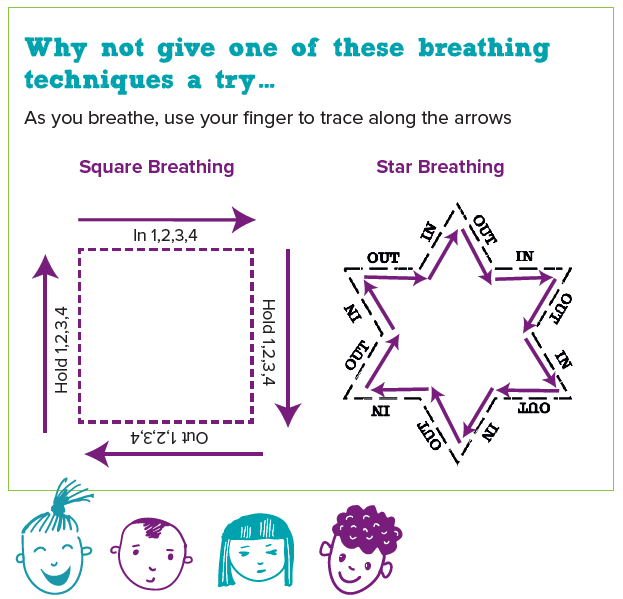 Why not give one of these breathing
techniques a try...
As you breathe, use your finger to trace along the arrows
Square Breathing
In 1,2,3,4
Hold 1,2,3,4
Out 1,2,3,4
Hold 1,2,3,4
Star Breathing
IN
OUT
IN
OUT
IN
OUT
IN
OUT
IN
OUT
IN
OUT